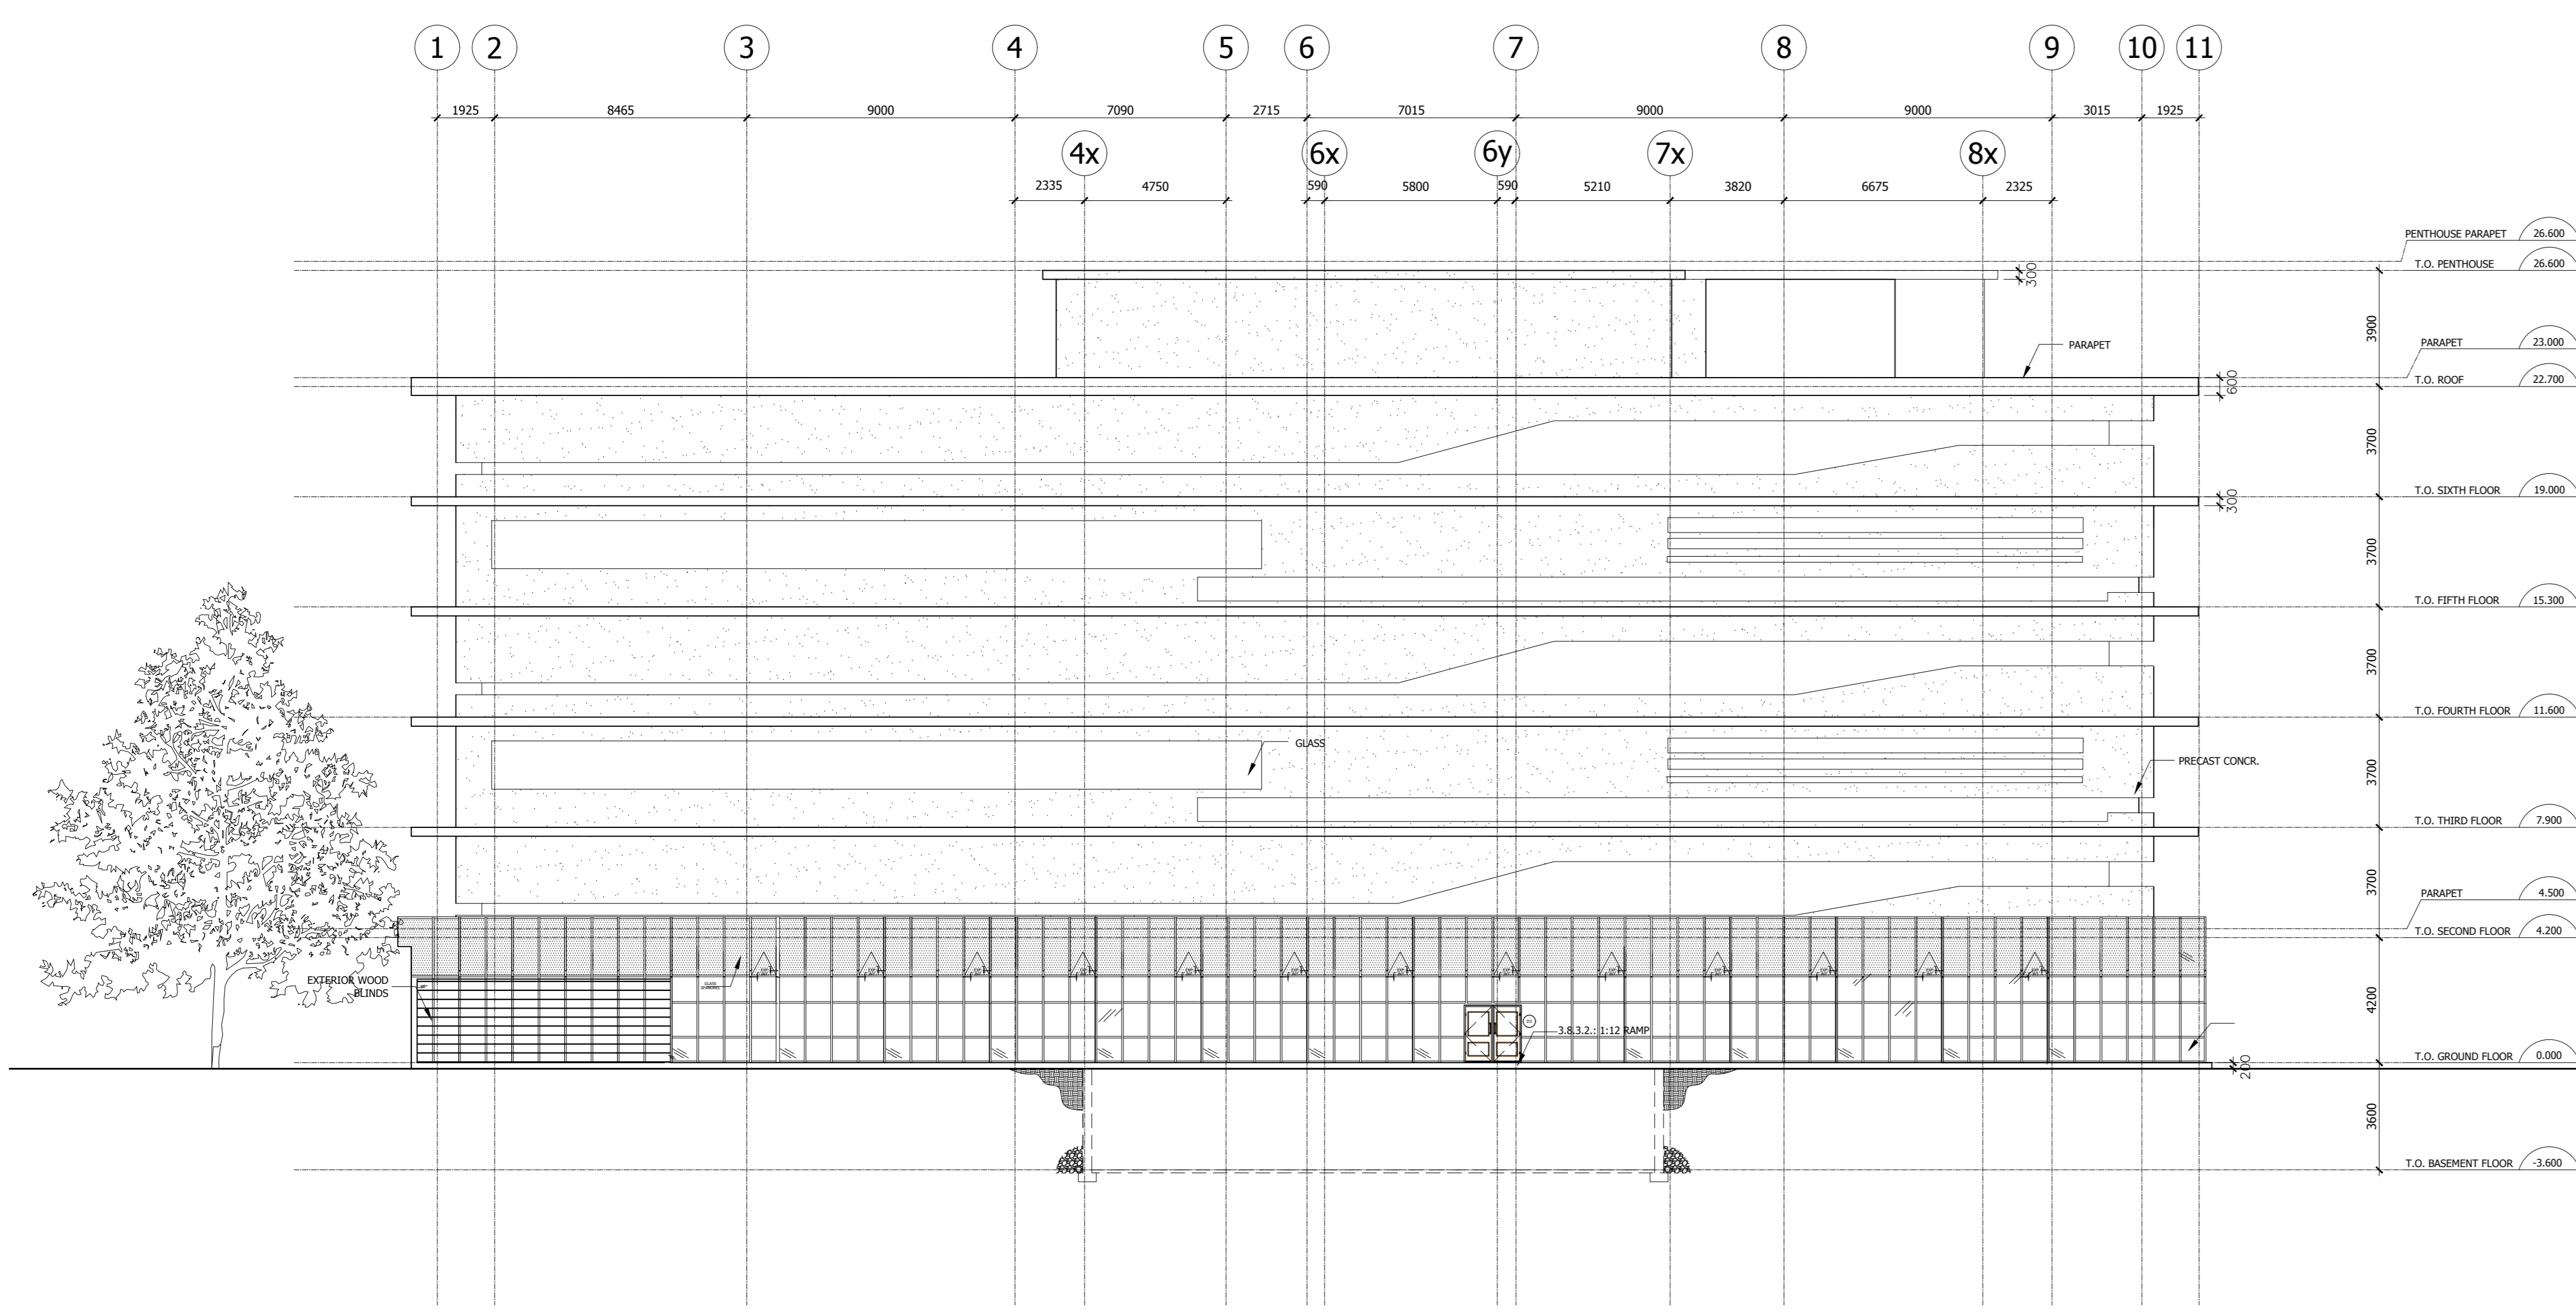 1 2 3 4 5 6 7 8 9 10 11
1925 8465 9000 7090 2715 7015 9000 9000 3015 1925
4x 6x 6y 7x 8x
2335 4750 590 5800 590 5210 3820 6675 2325
PENTHOUSE PARAPET 26.600
T.O. PENTHOUSE 26.600
300
3900
PARAPET
PARAPET 23.000
T.O. ROOF 22.700
600
3700
T.O. SIXTH FLOOR 19.000
300
3700
T.O. FIFTH FLOOR 15.300
3700
T.O. FOURTH FLOOR 11.600
GLASS
PRECAST CONCR.
3700
T.O. THIRD FLOOR 7.900
3700
PARAPET 4.500
T.O. SECOND FLOOR 4.200
EXTERIOR WOOD
BLINDS
GLASS
3.8.3.2.: 1:12 RAMP
4200
T.O. GROUND FLOOR 0.000
200
3600
T.O. BASEMENT FLOOR -3.600